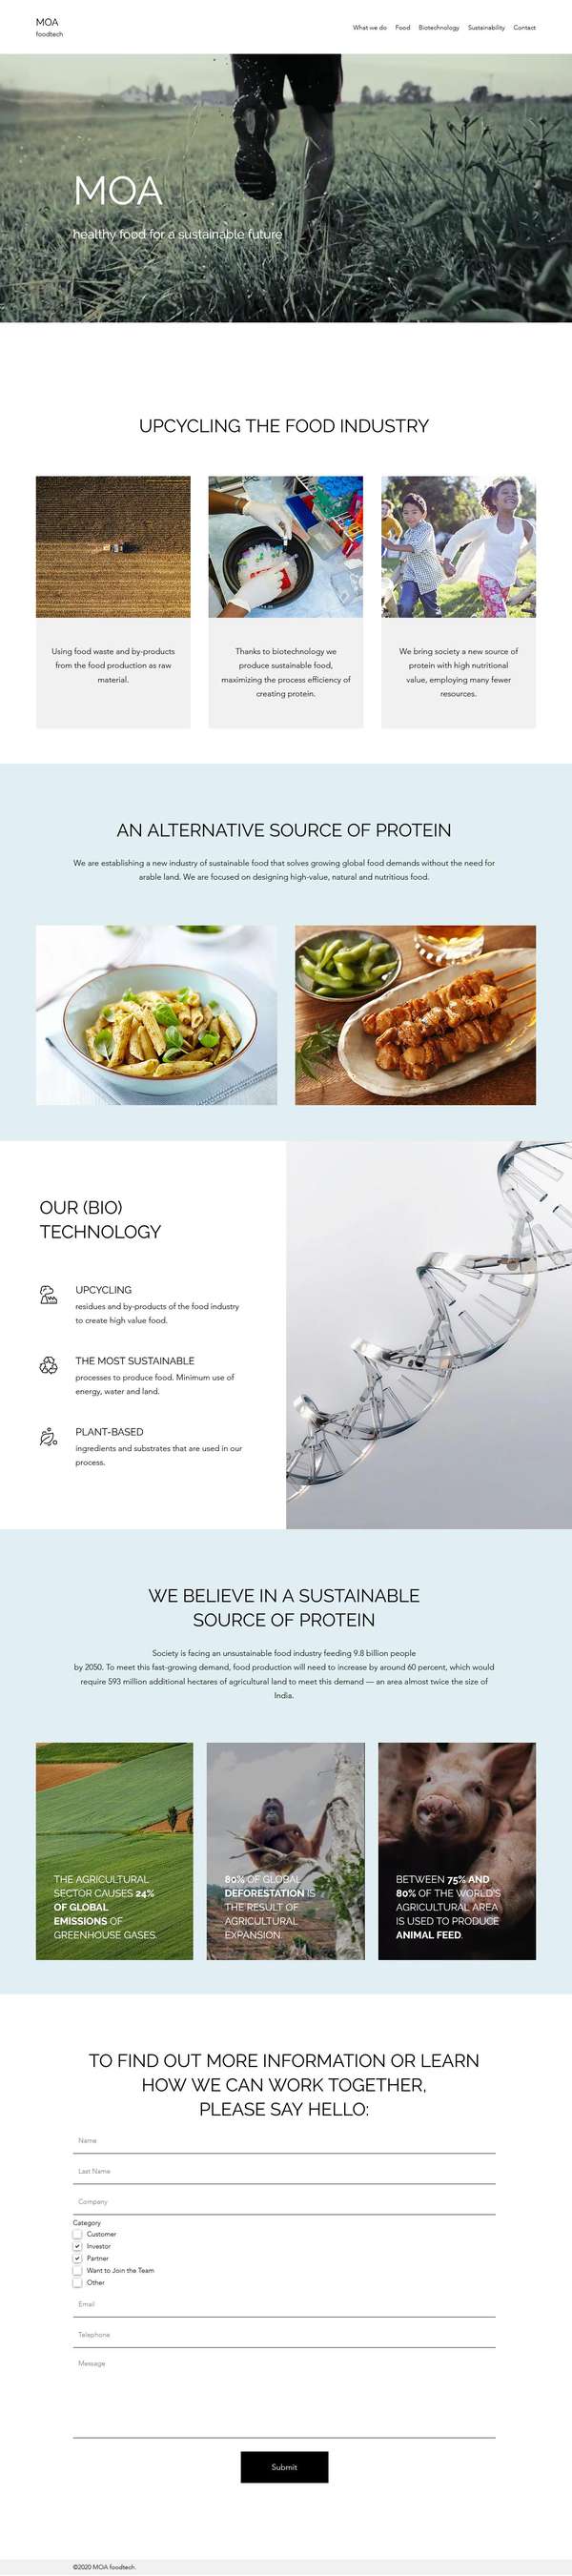 MOA
foodtech
What we do Food Biotechnology Sustainability Contact
MOA
healthy food for a sustainable future
UPCYCLING THE FOOD INDUSTRY
Using food waste and by-products
from the food production as raw
material.
Thanks to biotechnology we
produce sustainable food,
maximizing the process efficiency of
creating protein.
We bring society a new source of
protein with high nutritional
value, employing many fewer
resources.
AN ALTERNATIVE SOURCE OF PROTEIN
We are establishing a new industry of sustainable food that solves growing global food demands without the need for
arable land. We are focused on designing high-value, natural and nutritious food.
OUR (BIO)
TECHNOLOGY
UPCYCLING
residues and by-products of the food industry
to create high value food.
THE MOST SUSTAINABLE
processes to produce food. Minimum use of
energy, water and land.
PLANT-BASED
ingredients and substrates that are used in our
process.
WE BELIEVE IN A SUSTAINABLE
SOURCE OF PROTEIN
Society is facing an unsustainable food industry feeding 9.8 billion people
by 2050. To meet this fast-growing demand, food production will need to increase by around 60 percent, which would
require 593 million additional hectares of agricultural land to meet this demand — an area almost twice the size of
India.
THE AGRICULTURAL
SECTOR CAUSES 24%
OF GLOBAL
EMISSIONS OF
GREENHOUSE GASES.
80% OF GLOBAL
DEFORESTATION IS
THE RESULT OF
AGRICULTURAL
EXPANSION.
BETWEEN 75% AND
80% OF THE WORLD'S
AGRICULTURAL AREA
IS USED TO PRODUCE
ANIMAL FEED.
TO FIND OUT MORE INFORMATION OR LEARN
HOW WE CAN WORK TOGETHER,
PLEASE SAY HELLO:
Name
Last Name
Company
Category
Customer
Investor
Partner
Want to Join the Team
Other
Email
Telephone
Message
Submit
©2020 MOA foodtech.